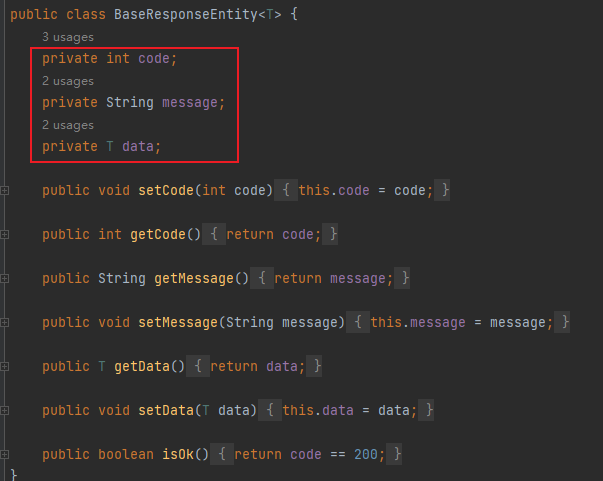 public class BaseResponseEntity<T> {
3 usages
private int code;
2 usages
private String message;
2 usages
private T data;
public void setCode(int code) { this.code = code; }
public int getCode() { return code; }
public String getMessage() { return message; }
public void setMessage(String message) { this.message = message; }
public T getData() { return data; }
public void setData(T data) { this.data = data; }
public boolean isOk() { return code == 200; }
}